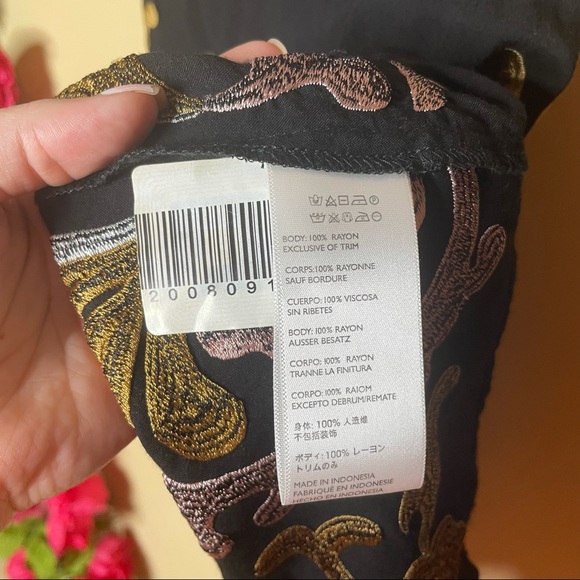 2008091
BODY: 100% RAYON
EXCLUSIVE OF TRIM
CORPS:100% RAYONNE
SAUF BORDURE
CUERPO: 100% VISCOSA
SIN RIBETES
BODY: 100% RAYON
AUSSER BESATZ
CORPO: 100% RAYON
TRANNE LA FINITURA
CORPO: 100% RAIOM
EXCEPTO DEBRUM/REMATE
身体: 100% 人造维
不包括装饰
ボディ: 100% レーヨン
トリムのみ
MADE IN INDONESIA
FABRIQUÉ EN INDONESIE
HECHO EN INDONESIA